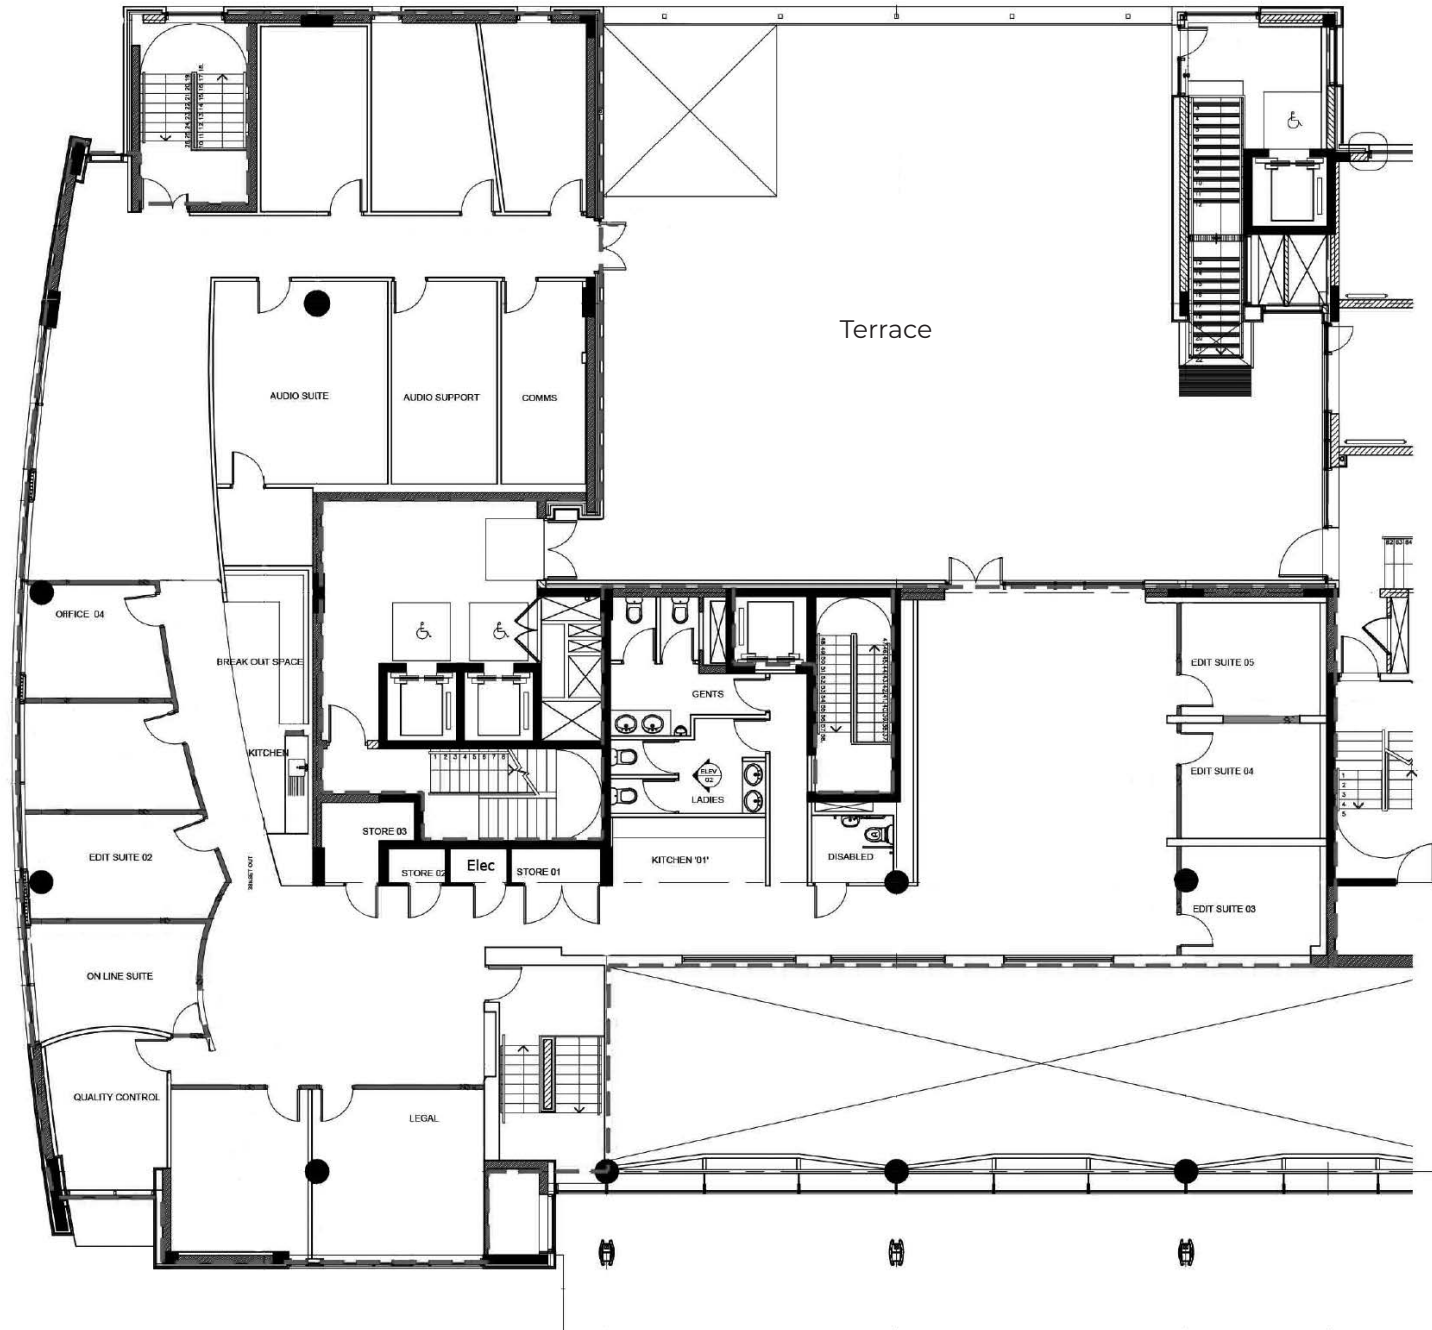 Terrace
AUDIO SUITE
AUDIO SUPPORT
COMMS
OFFICE 04
BREAK OUT SPACE
EDIT SUITE 05
GENTS
KITCHEN
EDIT SUITE 04
ELEV
02
LADIES
STORE 03
EDIT SUITE 02
KITCHEN '01'
DISABLED
Elec
STORE 02
STORE 01
EDIT SUITE 03
ON LINE SUITE
QUALITY CONTROL
LEGAL